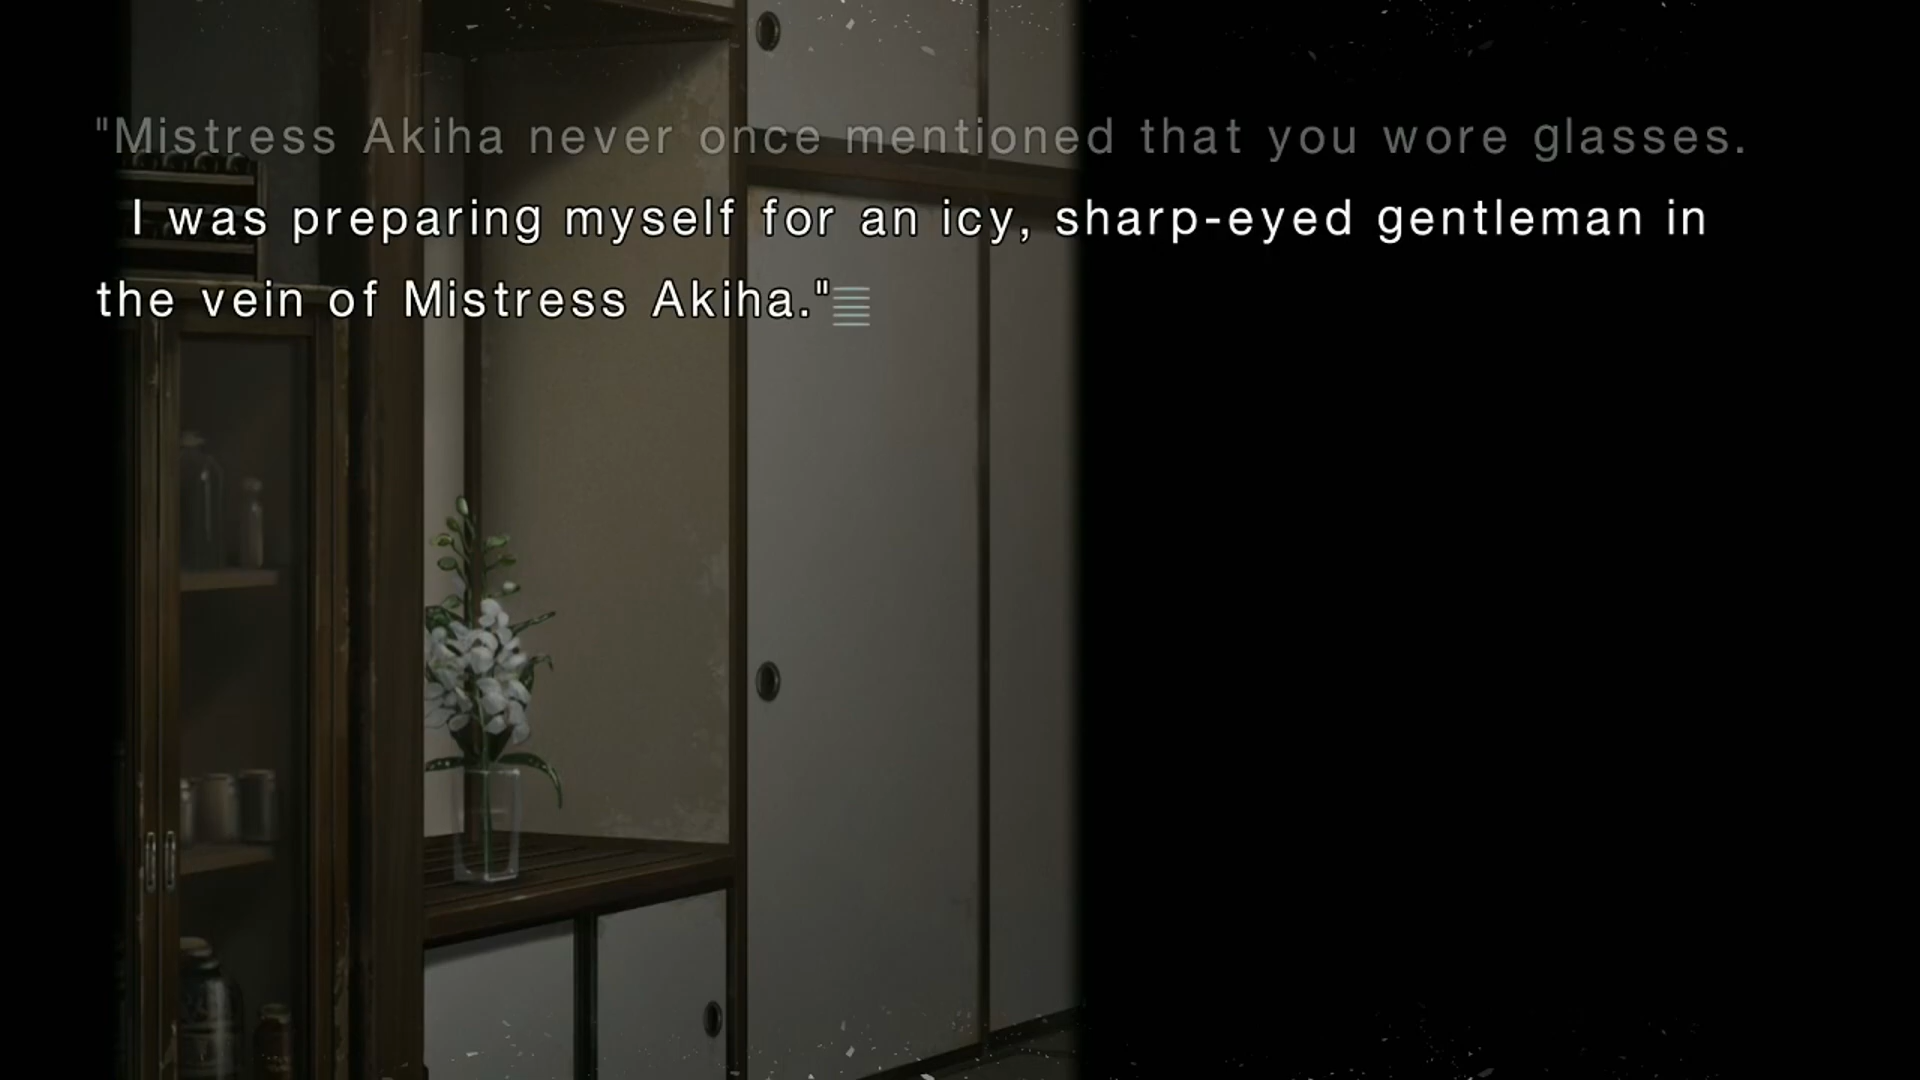 "Mistress Akiha never once mentioned that you wore glasses.
I was preparing myself for an icy, sharp-eyed gentleman in
the vein of Mistress Akiha."